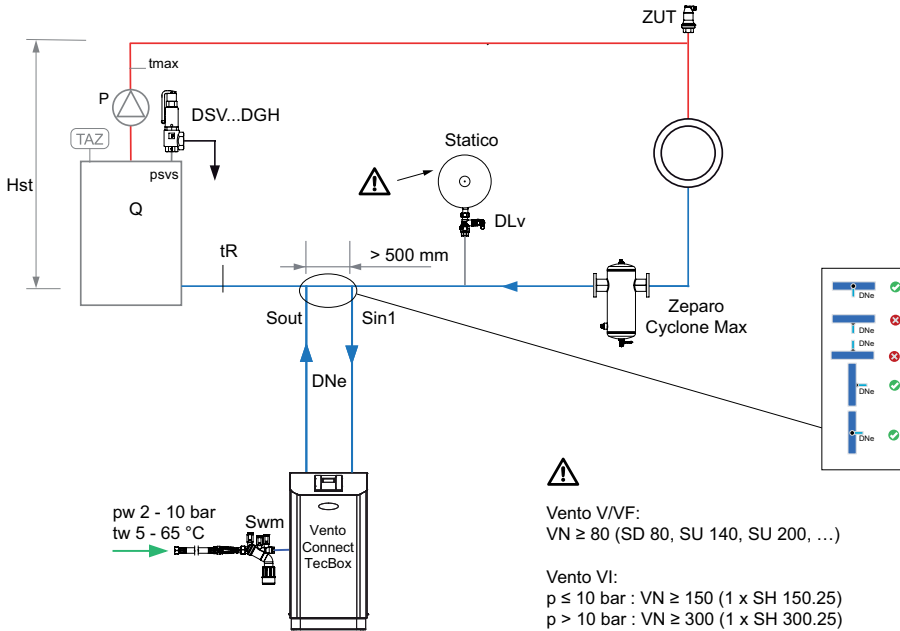 ZUT
tmax
P
DSV...DGH
TAZ
psvs
Hst
Q
Statico
DLv
tR
> 500 mm
Sout
Sin1
Zeparo
Cyclone Max
DNe
DNe
DNe
DNe
DNe
DNe
pw 2 - 10 bar
tw 5 - 65 °C
Swm
Vento
Connect
TecBox
Vento V/VF:
VN ≥ 80 (SD 80, SU 140, SU 200, …)
Vento VI:
p ≤ 10 bar : VN ≥ 150 (1 x SH 150.25)
p > 10 bar : VN ≥ 300 (1 x SH 300.25)